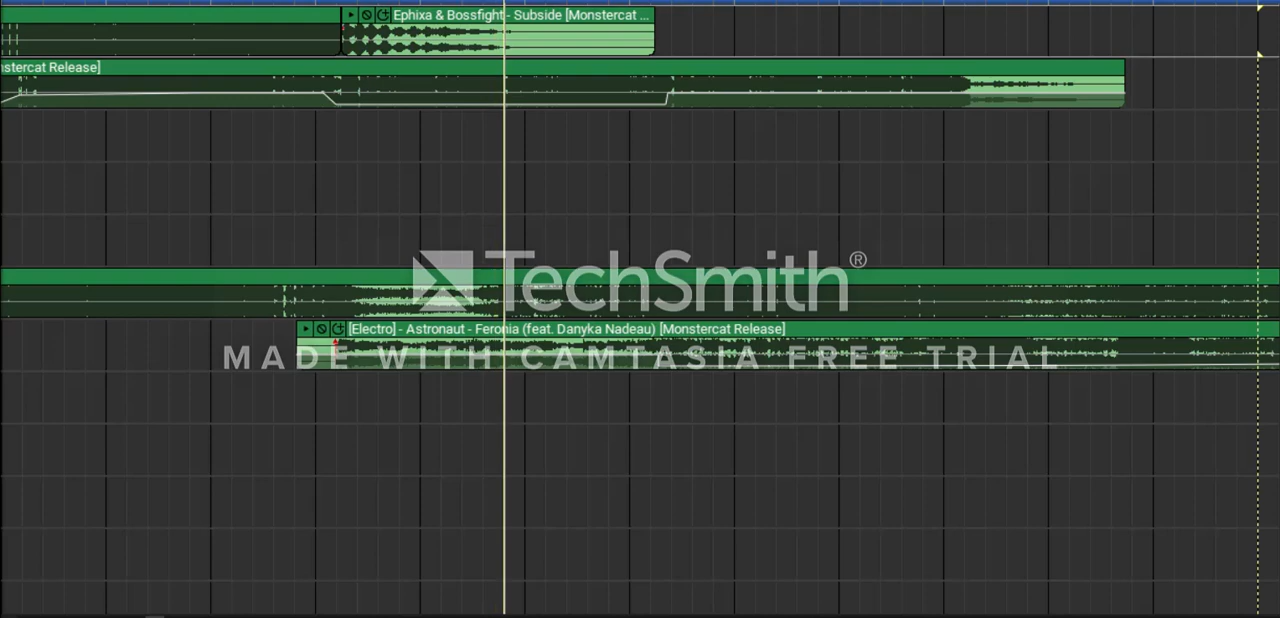 Ephixa & Bossfight - Subside [Monstercat ...
nstercat Release]
TechSmith®
[Electro] - Astronaut - Feronia (feat. Danyka Nadeau) [Monstercat Release]
MADE WITH CAMTASIA FREE TRIAL